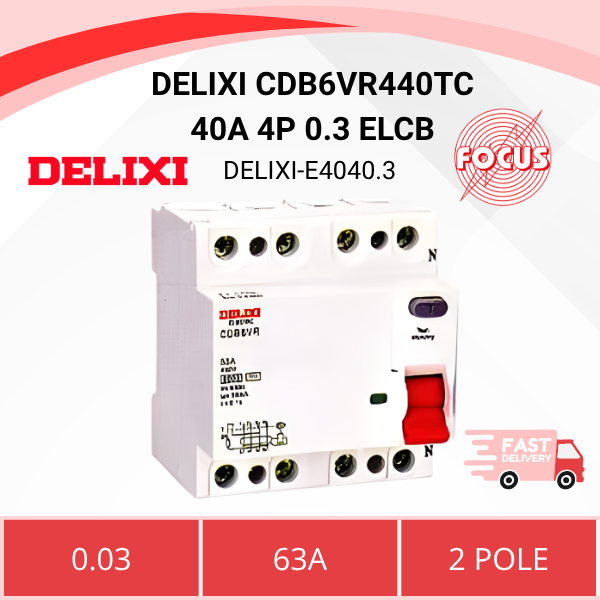 DELIXI CDB6VR440TC
40A 4P 0.3 ELCB
DELIXI-E4040.3
DELIXI
FOCUS
N
CDB6VR
N
FAST
DELIVERY
0.03
63A
2 POLE